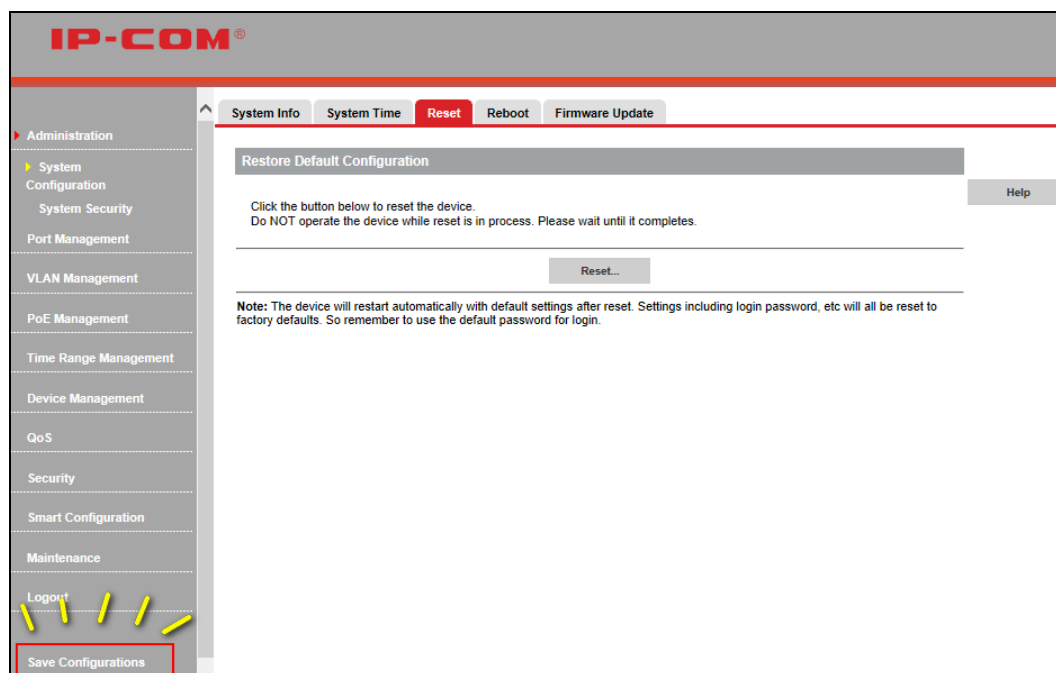 IP-COM®
System Info System Time Reset Reboot Firmware Update
Administration
System
Configuration
System Security
Port Management
VLAN Management
PoE Management
Time Range Management
Device Management
QoS
Security
Smart Configuration
Maintenance
Logout
Save Configurations
Restore Default Configuration
Click the button below to reset the device.
Do NOT operate the device while reset is in process. Please wait until it completes.
Reset...
Note: The device will restart automatically with default settings after reset. Settings including login password, etc will all be reset to
factory defaults. So remember to use the default password for login.
Help